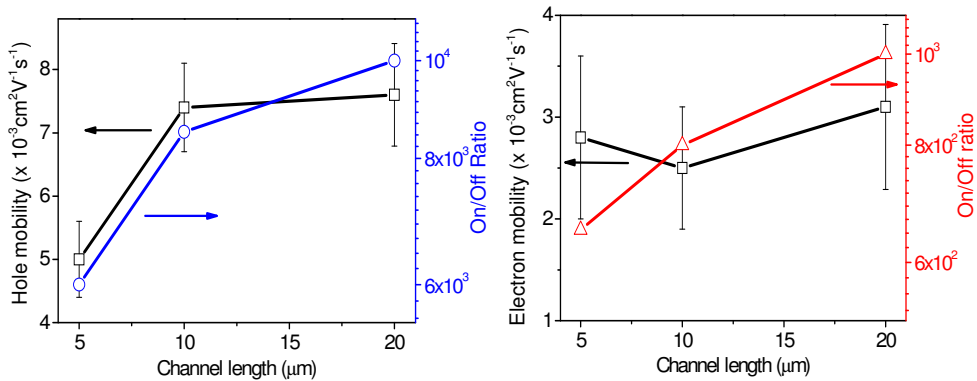 Hole mobility (x 10⁻³cm²V⁻¹s⁻¹)
8
7
6
5
4
5
10
15
20
Channel length (μm)
10⁴
8x10³
6x10³
On/Off Ratio
Electron mobility (x 10⁻³cm²V⁻¹s⁻¹)
4
3
2
1
5
10
15
20
Channel length (μm)
10³
8x10²
6x10²
On/Off ratio